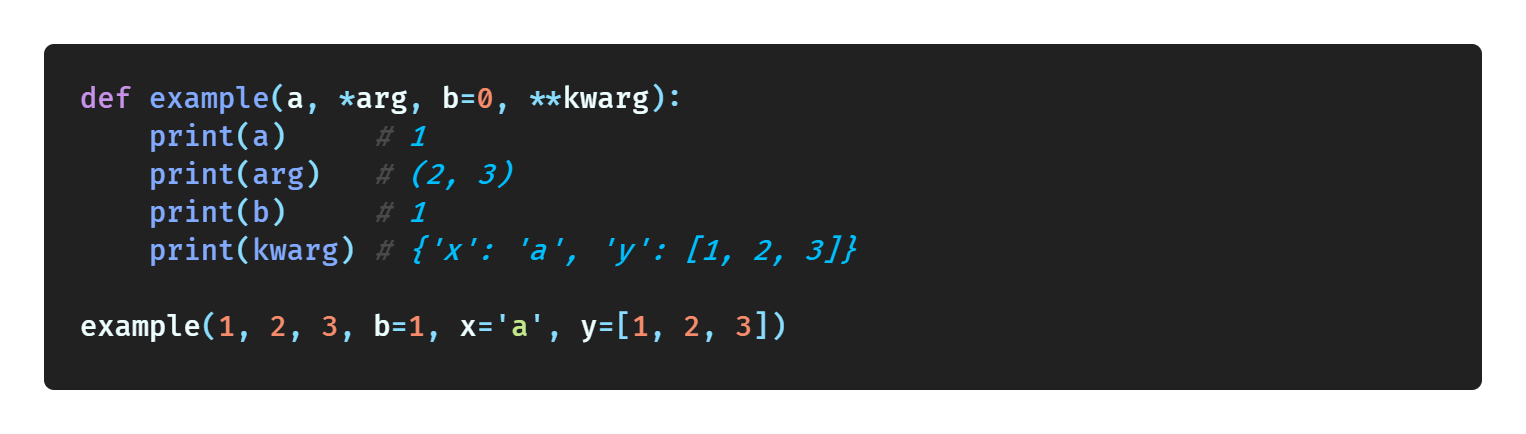 def example(a, *arg, b=0, **kwarg):
    print(a)     # 1
    print(arg)   # (2, 3)
    print(b)     # 1
    print(kwarg) # {'x': 'a', 'y': [1, 2, 3]}

example(1, 2, 3, b=1, x='a', y=[1, 2, 3])